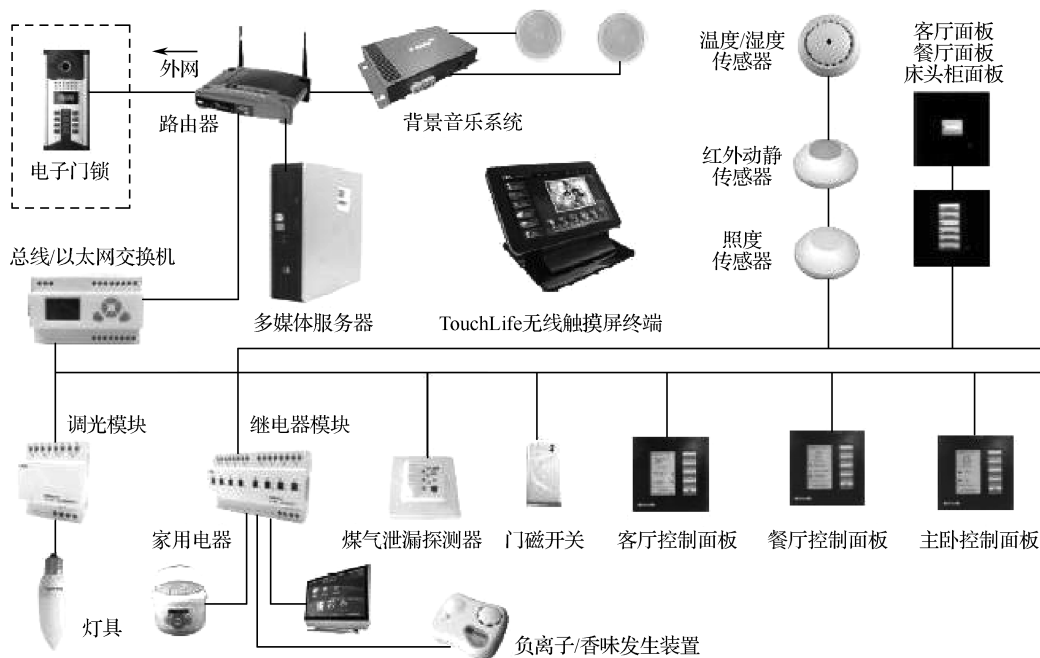 外网
路由器
电子门锁
背景音乐系统
温度/湿度
传感器
客厅面板
餐厅面板
床头柜面板
红外动静
传感器
照度
传感器
总线/以太网交换机
多媒体服务器
TouchLife无线触摸屏终端
调光模块
继电器模块
家用电器
煤气泄漏探测器
门磁开关
客厅控制面板
餐厅控制面板
主卧控制面板
灯具
负离子/香味发生装置